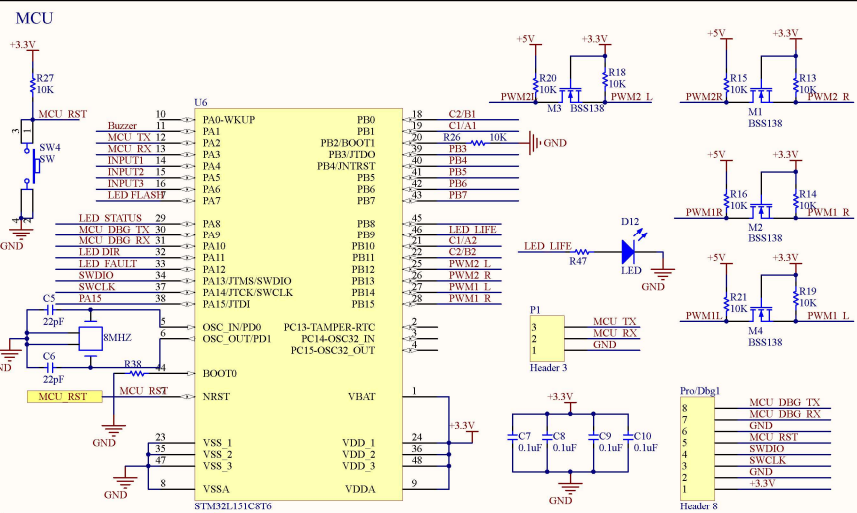 MCU
+3.3V
R27
10K
MCU_RST
3
1
SW4
SW
4
2
GND
U6
10
Buzzer 11
MCU_TX 12
MCU_RX 13
INPUT1 14
INPUT2 15
INPUT3 16
LED FLASH
PA0-WKUP
PA1
PA2
PA3
PA4
PA5
PA6
PA7
LED_STATUS 29
MCU_DBG_TX 30
MCU_DBG_RX 31
LED DIR 32
LED_FAULT 33
SWDIO 34
SWCLK 37
PA15 38
PA8
PA9
PA10
PA11
PA12
PA13/JTMS/SWDIO
PA14/JTCK/SWCLK
PA15/JTDI
C5
22pF
8MHZ
C6
22pF
GND
5
6
OSC_IN/PD0
OSC_OUT/PD1
R38
44
BOOT0
MCU_RST
MCU_RST
NRST
GND
23
35
47
8
VSS_1
VSS_2
VSS_3
VSSA
GND
STM32L151C8T6
PB0
PB1
PB2/BOOT1
PB3/JTDO
PB4/JNTRST
PB5
PB6
PB7
18 C2/B1
19 C1/A1
20 R26 10K GND
39 PB3
40 PB4
41 PB5
42 PB6
43 PB7
PB8
PB9
PB10
PB11
PB12
PB13
PB14
PB15
45
46 LED_LIFE
21 C1/A2
22 C2/B2
25 PWM2_L
26 PWM2_R
27 PWM1_L
28 PWM1_R
PC13-TAMPER-RTC
PC14-OSC32_IN
PC15-OSC32_OUT
2
3
4
VBAT
1
VDD_1
VDD_2
VDD_3
VDDA
24
36
48
9
+3.3V
+5V
+3.3V
R20
10K
R18
10K
PWM2L
M3
BSS138
PWM2_L
+5V
+3.3V
R15
10K
R13
10K
PWM2R
M1
BSS138
PWM2_R
+5V
+3.3V
R16
10K
R14
10K
PWM1R
M2
BSS138
PWM1_R
+5V
+3.3V
R21
10K
R19
10K
PWM1L
M4
BSS138
PWM1_L
LED_LIFE
R47
D12
LED
GND
P1
3 MCU_TX
2 MCU_RX
1 GND
Header 3
+3.3V
C7
0.1uF
C8
0.1uF
C9
0.1uF
C10
0.1uF
GND
Pro/Dbg1
8 MCU_DBG_TX
7 MCU_DBG_RX
6 GND
5 MCU_RST
4 SWDIO
3 SWCLK
2 GND
1 +3.3V
Header 8